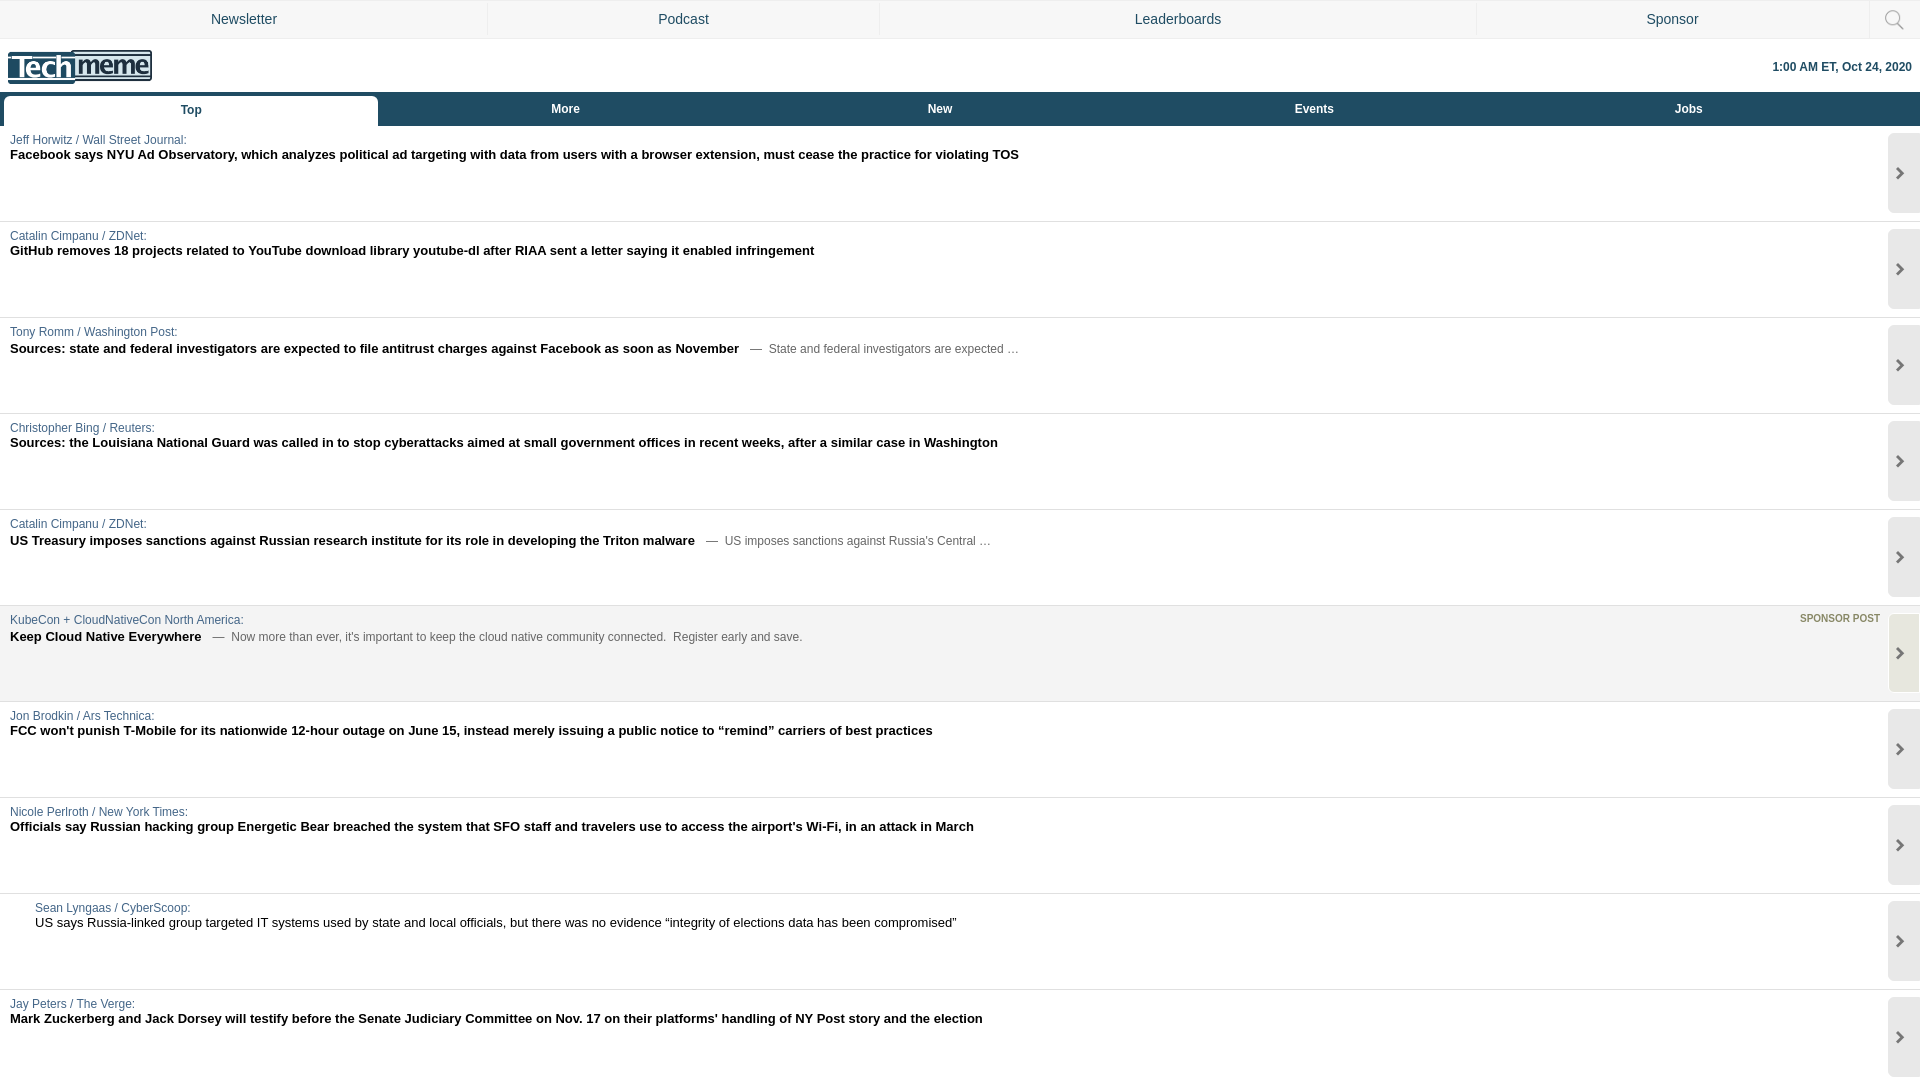 Newsletter
Podcast
Leaderboards
Sponsor
Techmeme
1:00 AM ET, Oct 24, 2020
Top
More
New
Events
Jobs
Jeff Horwitz / Wall Street Journal:
Facebook says NYU Ad Observatory, which analyzes political ad targeting with data from users with a browser extension, must cease the practice for violating TOS
Catalin Cimpanu / ZDNet:
GitHub removes 18 projects related to YouTube download library youtube-dl after RIAA sent a letter saying it enabled infringement
Tony Romm / Washington Post:
Sources: state and federal investigators are expected to file antitrust charges against Facebook as soon as November — State and federal investigators are expected …
Christopher Bing / Reuters:
Sources: the Louisiana National Guard was called in to stop cyberattacks aimed at small government offices in recent weeks, after a similar case in Washington
Catalin Cimpanu / ZDNet:
US Treasury imposes sanctions against Russian research institute for its role in developing the Triton malware — US imposes sanctions against Russia's Central …
KubeCon + CloudNativeCon North America:
SPONSOR POST
Keep Cloud Native Everywhere — Now more than ever, it's important to keep the cloud native community connected. Register early and save.
Jon Brodkin / Ars Technica:
FCC won't punish T-Mobile for its nationwide 12-hour outage on June 15, instead merely issuing a public notice to “remind” carriers of best practices
Nicole Perlroth / New York Times:
Officials say Russian hacking group Energetic Bear breached the system that SFO staff and travelers use to access the airport's Wi-Fi, in an attack in March
Sean Lyngaas / CyberScoop:
US says Russia-linked group targeted IT systems used by state and local officials, but there was no evidence “integrity of elections data has been compromised”
Jay Peters / The Verge:
Mark Zuckerberg and Jack Dorsey will testify before the Senate Judiciary Committee on Nov. 17 on their platforms' handling of NY Post story and the election